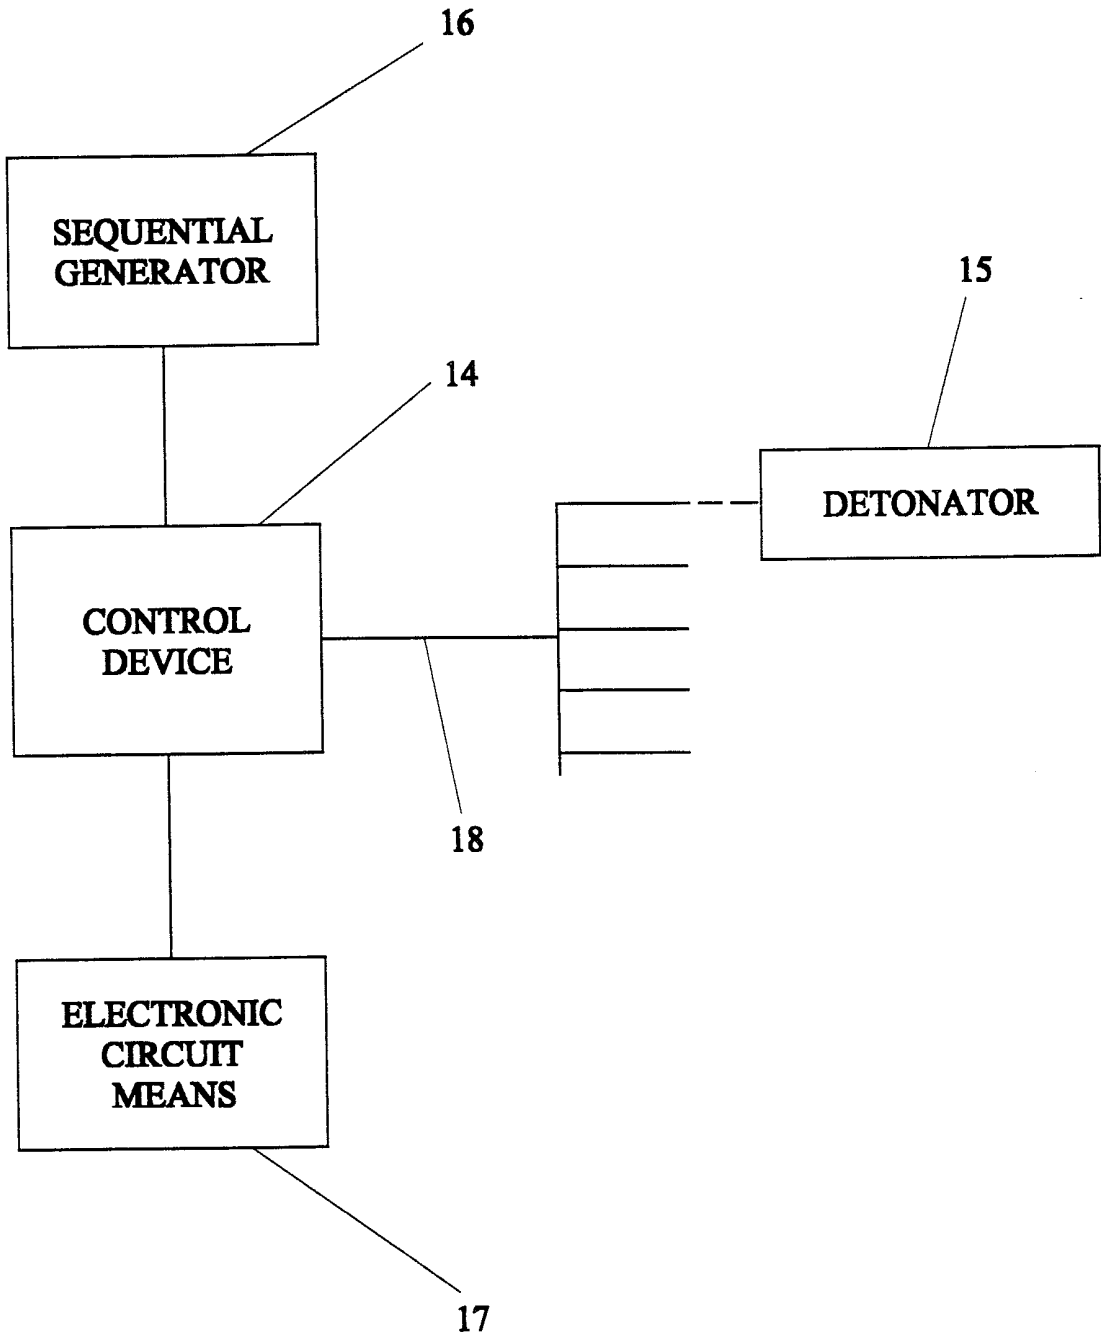 16
SEQUENTIAL
GENERATOR
15
14
DETONATOR
CONTROL
DEVICE
18
ELECTRONIC
CIRCUIT
MEANS
17